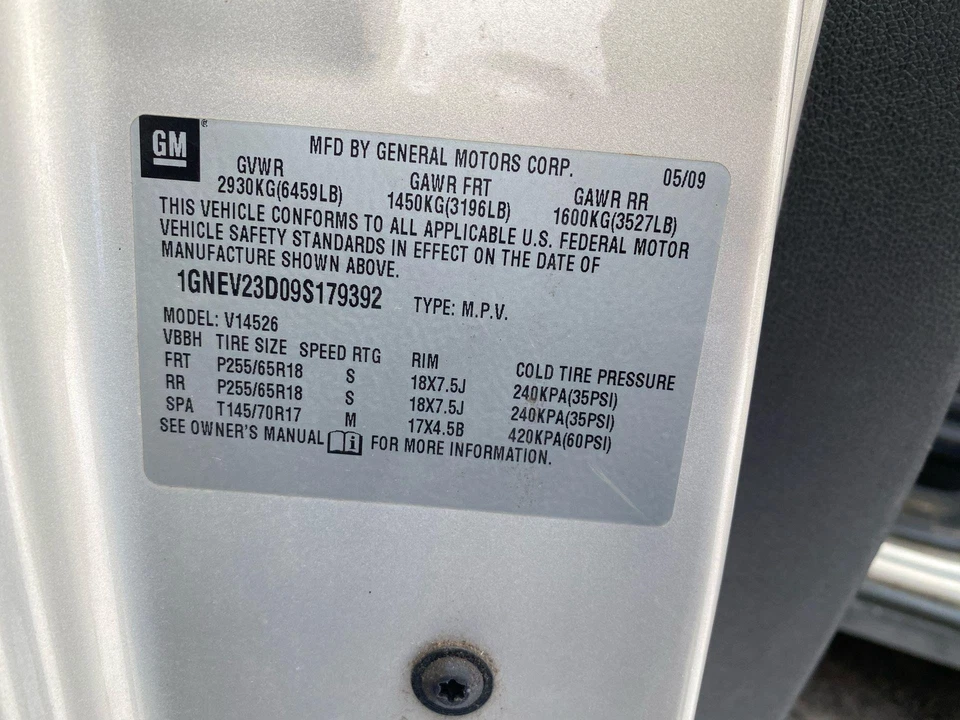 GM ®
MFD BY GENERAL MOTORS CORP. 05/09
GVWR GAWR FRT GAWR RR
2930KG(6459LB) 1450KG(3196LB) 1600KG(3527LB)
THIS VEHICLE CONFORMS TO ALL APPLICABLE U.S. FEDERAL MOTOR
VEHICLE SAFETY STANDARDS IN EFFECT ON THE DATE OF
MANUFACTURE SHOWN ABOVE.
1GNEV23D09S179392 TYPE: M.P.V.
MODEL: V14526
VBBH TIRE SIZE SPEED RTG RIM COLD TIRE PRESSURE
FRT P255/65R18 S 18X7.5J 240KPA(35PSI)
RR P255/65R18 S 18X7.5J 240KPA(35PSI)
SPA T145/70R17 M 17X4.5B 420KPA(60PSI)
SEE OWNER'S MANUAL i FOR MORE INFORMATION.